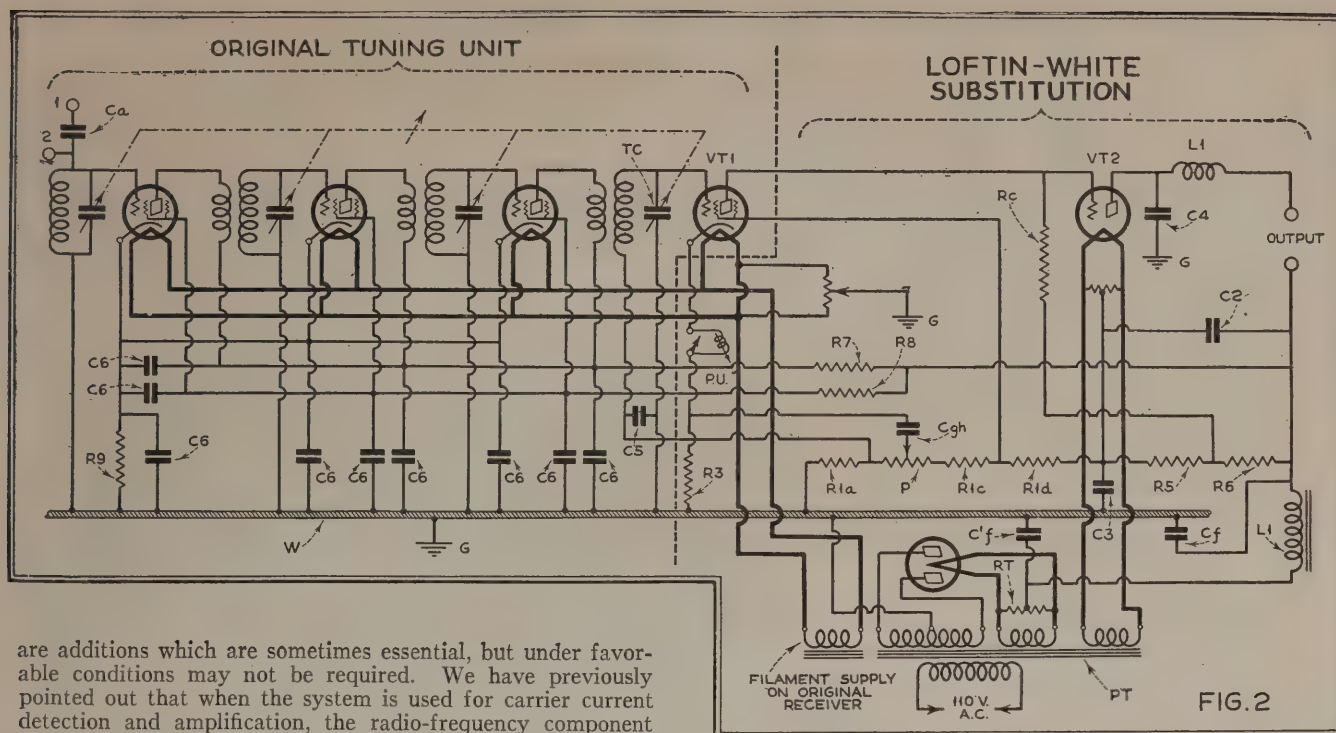 ORIGINAL TUNING UNIT
LOFTIN-WHITE
SUBSTITUTION
1
Ca
2
TC
VT1
VT2
L1
Rc
C4
G
OUTPUT
C2
G
R7
R8
P.U.
C6
C6
C5
Cgh
R9
C6
C6
C6
C6
C6
C6
R3
R1a
P
R1c
R1d
R5
R6
W
G
C'f
C3
Cf
L1
RT
FILAMENT SUPPLY
ON ORIGINAL
RECEIVER
110 V.
A.C.
PT
FIG.2
are additions which are sometimes essential, but under favor-
able conditions may not be required. We have previously
pointed out that when the system is used for carrier current
detection and amplification, the radio-frequency component